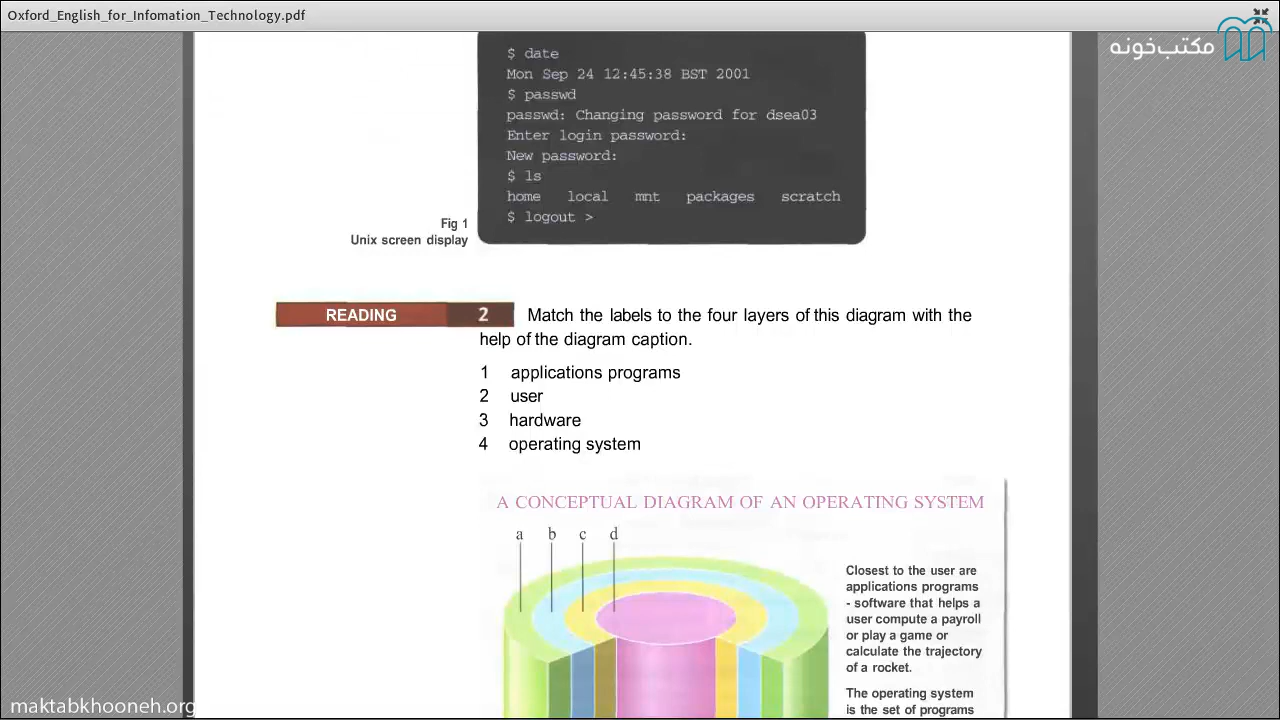 Oxford_English_for_Infomation_Technology.pdf
مکتب‌خونه
$ date
Mon Sep 24 12:45:38 BST 2001
$ passwd
passwd: Changing password for dsea03
Enter login password:
New password:
$ ls
home local mnt packages scratch
$ logout >
Fig 1
Unix screen display
READING 2 Match the labels to the four layers of this diagram with the
help of the diagram caption.
1 applications programs
2 user
3 hardware
4 operating system
A CONCEPTUAL DIAGRAM OF AN OPERATING SYSTEM
a b c d
Closest to the user are
applications programs
- software that helps a
user compute a payroll
or play a game or
calculate the trajectory
of a rocket.
The operating system
is the set of programs
maktabkhooneh.org